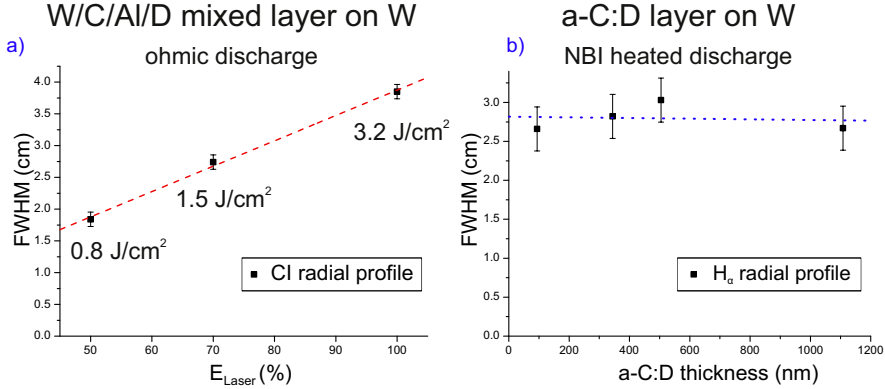 W/C/Al/D mixed layer on W
a)
ohmic discharge
4.0
3.5
3.0
2.5
2.0
1.5
1.0
0.5
0.0
FWHM (cm)
3.2 J/cm²
1.5 J/cm²
0.8 J/cm²
CI radial profile
50 60 70 80 90 100
E_Laser (%)
a-C:D layer on W
b)
NBI heated discharge
3.0
2.5
2.0
1.5
1.0
0.5
0.0
FWHM (cm)
Hα radial profile
0 200 400 600 800 1000 1200
a-C:D thickness (nm)